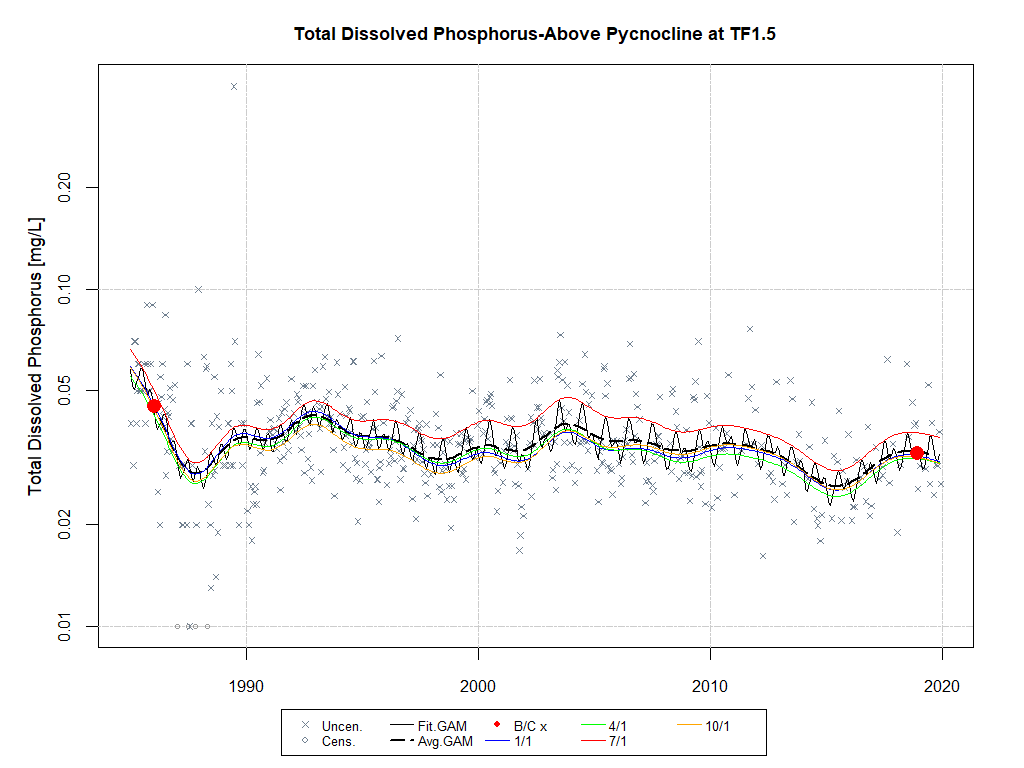 Total Dissolved Phosphorus-Above Pycnocline at TF1.5
Total Dissolved Phosphorus [mg/L]
0.20
0.10
0.05
0.02
0.01
1990 2000 2010 2020
Uncen. Fit.GAM B/C x 4/1 10/1
Cens. Avg.GAM 1/1 7/1